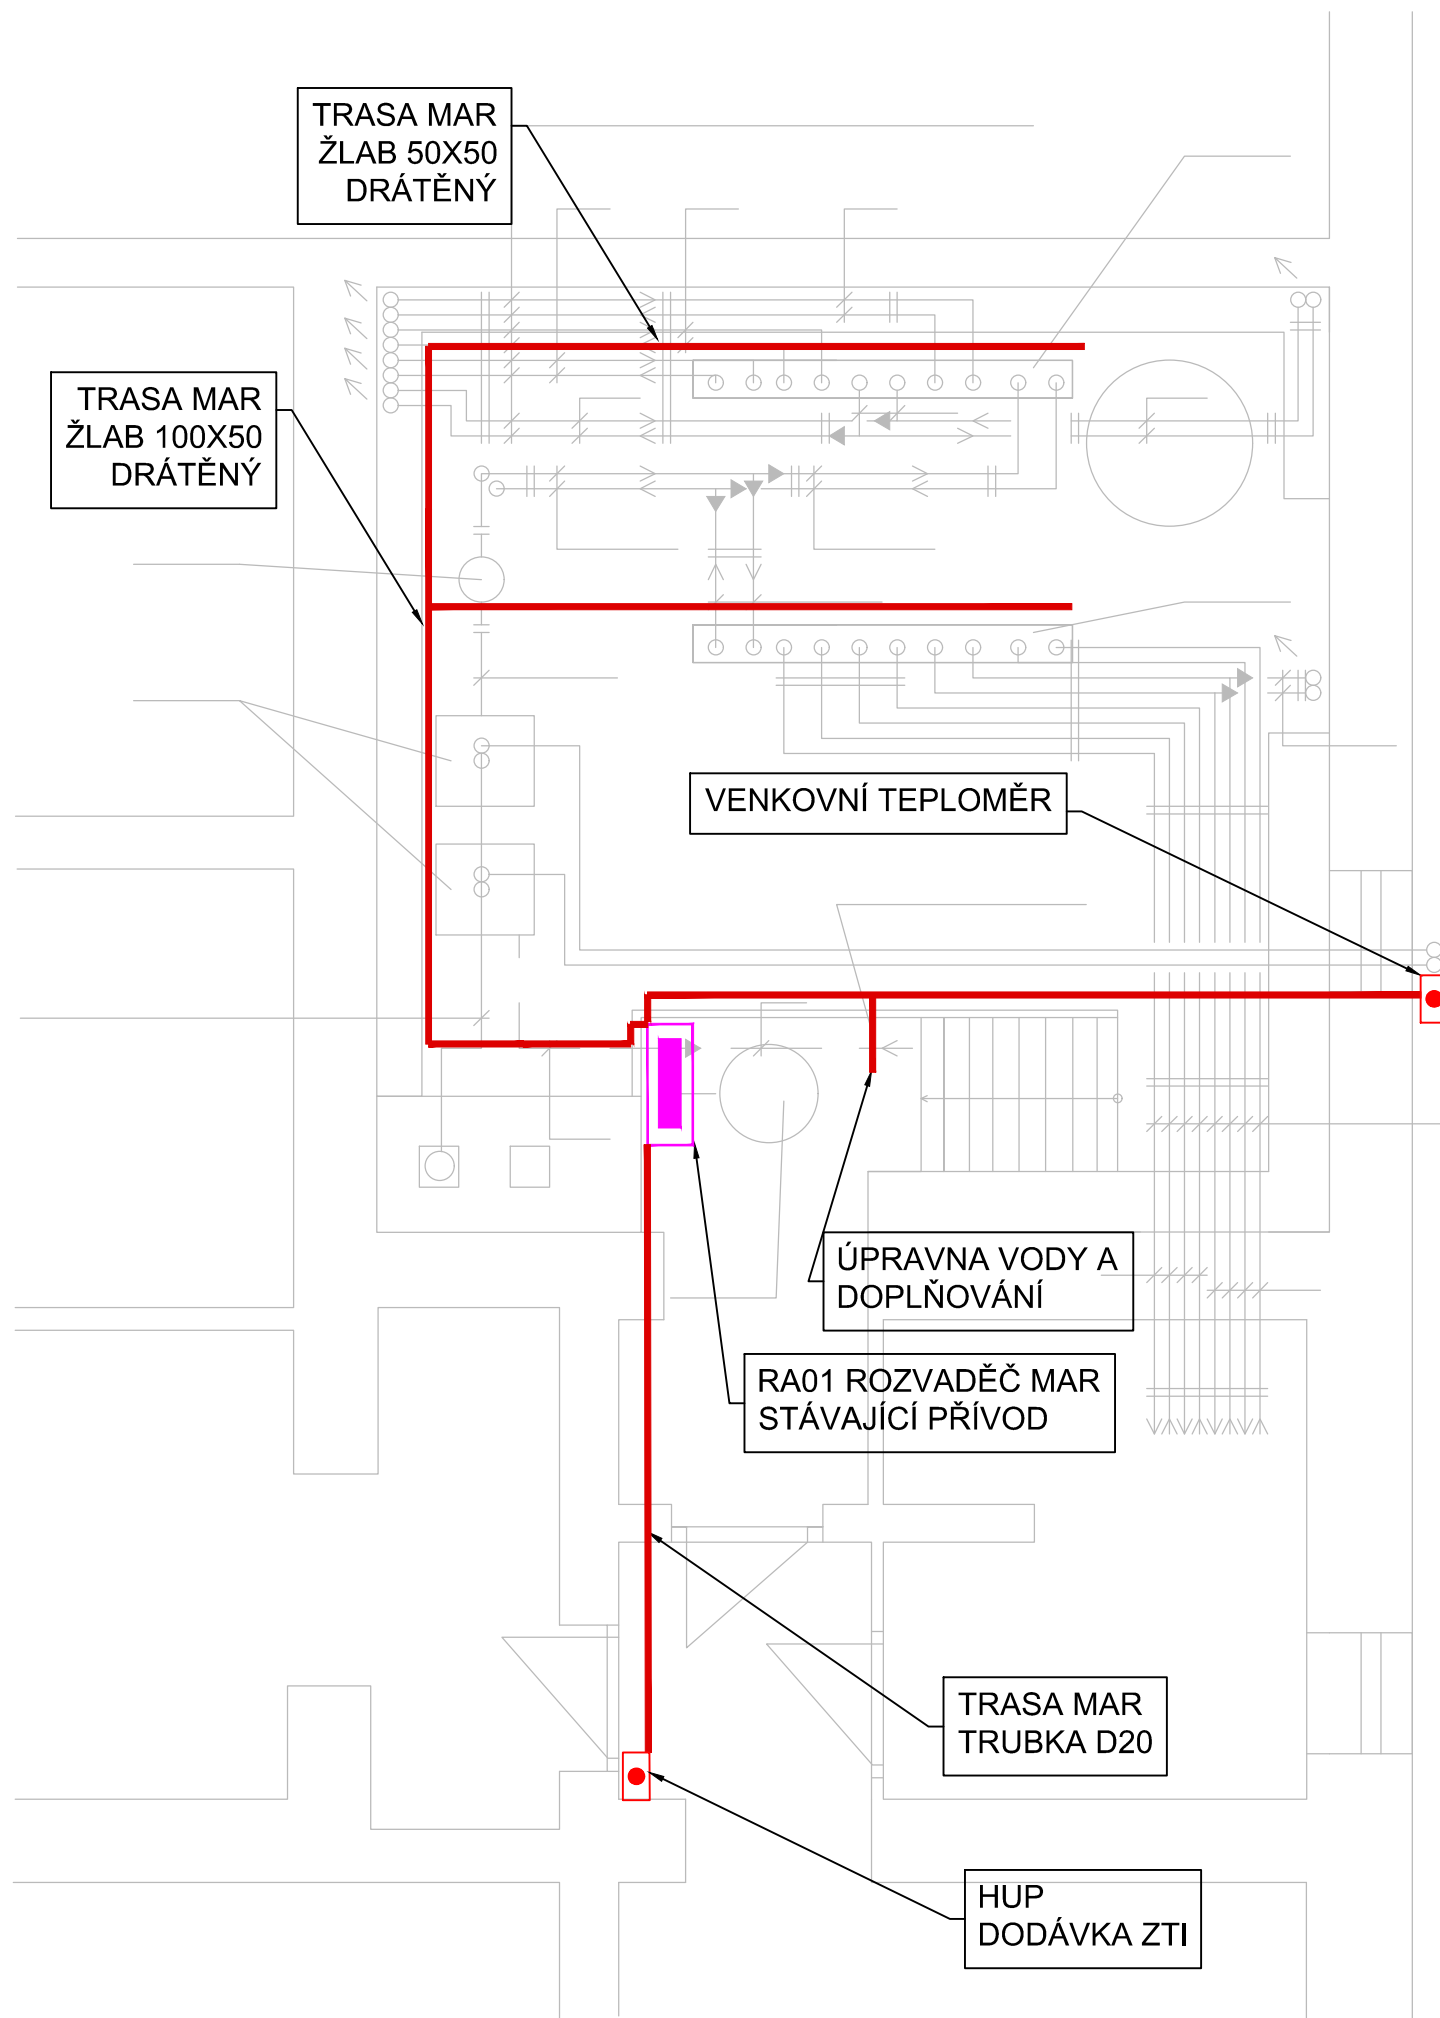 TRASA MAR
ŽLAB 50X50
DRÁTĚNÝ
TRASA MAR
ŽLAB 100X50
DRÁTĚNÝ
VENKOVNÍ TEPLOMĚR
ÚPRAVNA VODY A
DOPLŇOVÁNÍ
RA01 ROZVADĚČ MAR
STÁVAJÍCÍ PŘÍVOD
TRASA MAR
TRUBKA D20
HUP
DODÁVKA ZTI